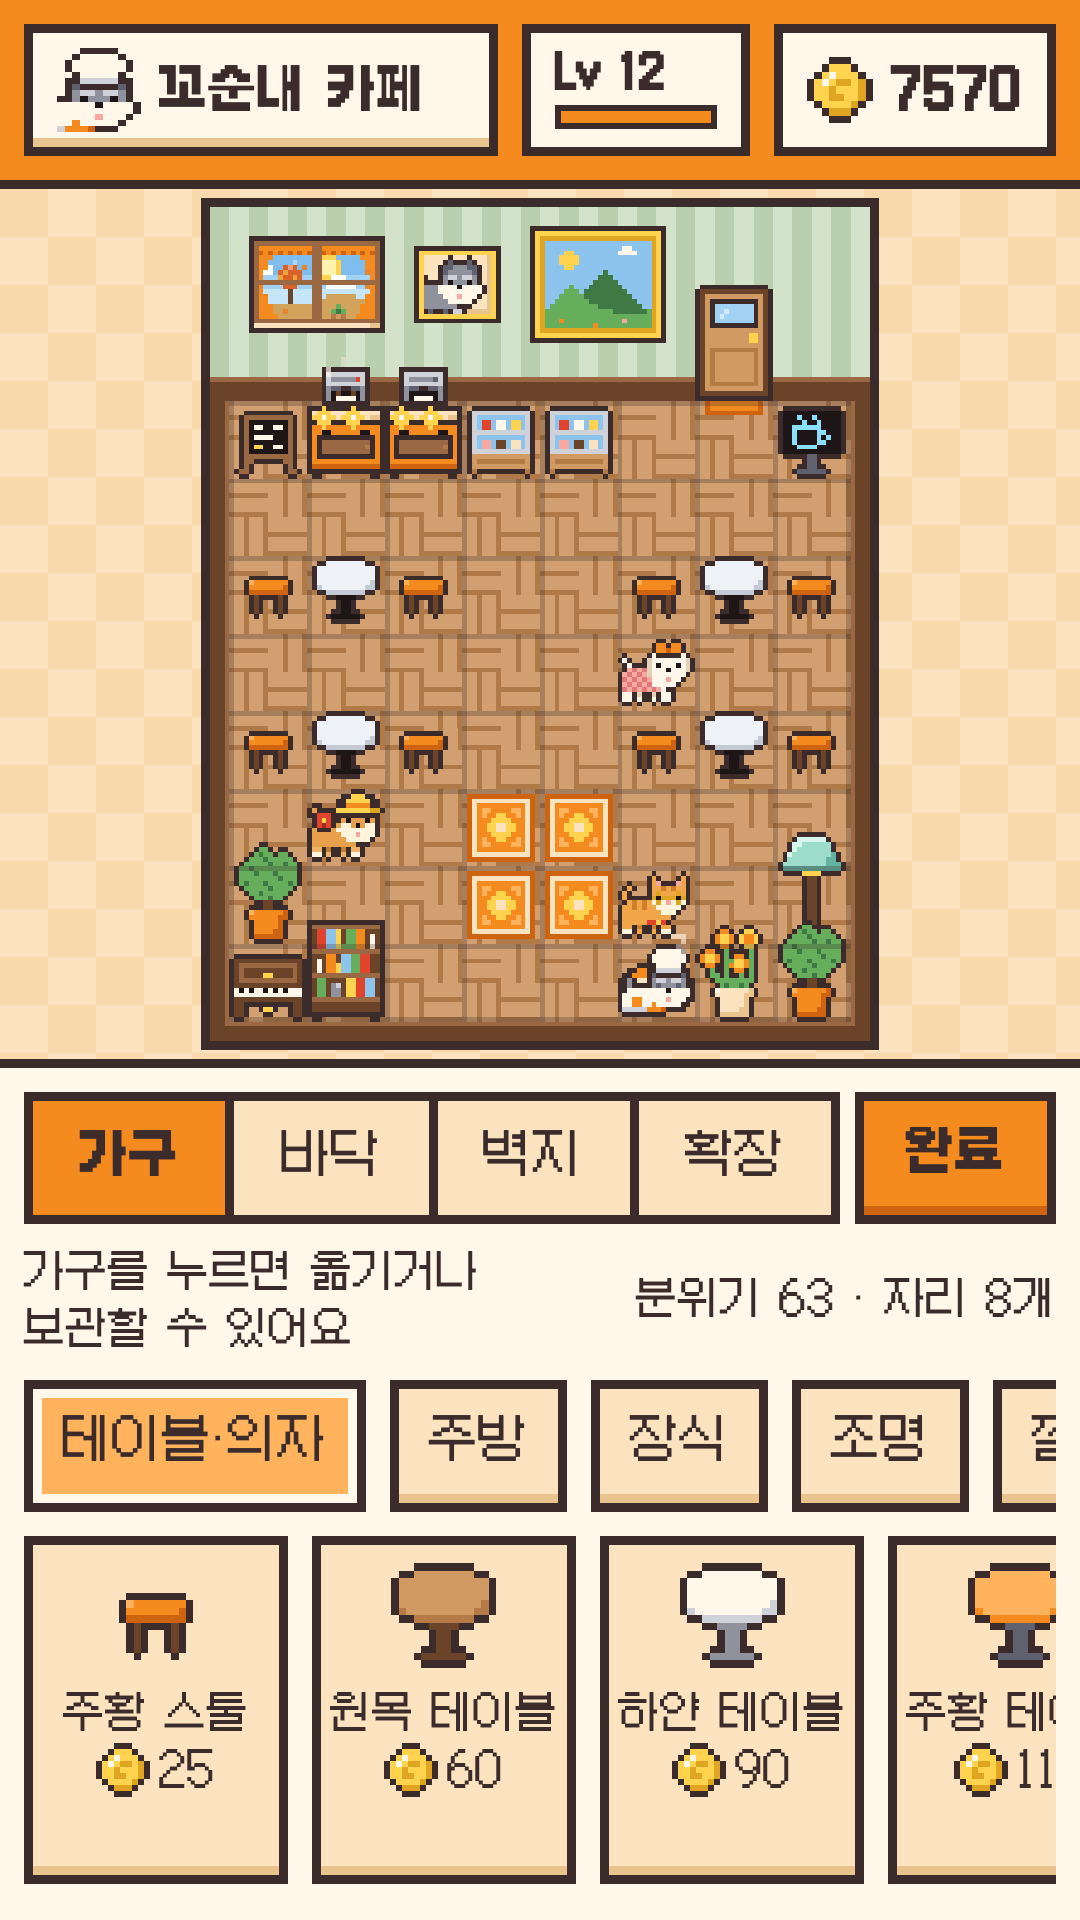 꼬순내 카페
Lv 12
7570
가구
바닥
벽지
확장
완료
가구를 누르면 옮기거나
보관할 수 있어요
분위기 63 · 자리 8개
테이블·의자
주방
장식
조명
주황 스툴
25
원목 테이블
60
하얀 테이블
90
주황
11